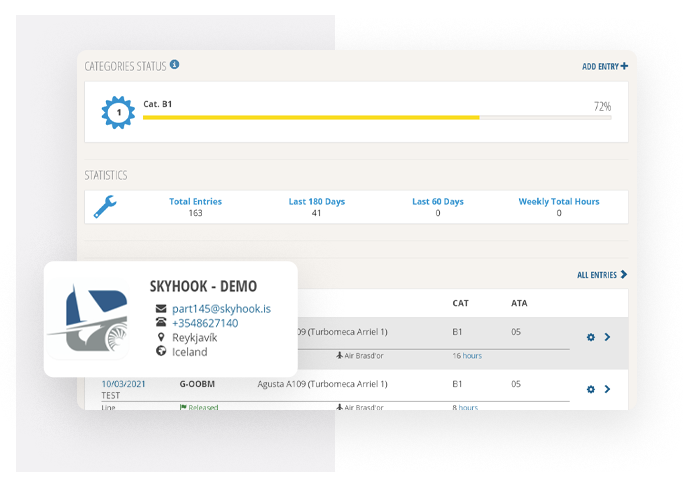 CATEGORIES STATUS
ADD ENTRY
1
Cat. B1
72%
STATISTICS
Total Entries
Last 180 Days
Last 60 Days
Weekly Total Hours
163
41
0
0
ALL ENTRIES
SKYHOOK - DEMO
part145@skyhook.is
+3548627140
Reykjavík
Iceland
CAT
ATA
09 (Turbomeca Arriel 1)
B1
05
Air Brasd'or
16 hours
10/03/2021
G-OOBM
Agusta A109 (Turbomeca Arriel 1)
B1
05
TEST
Line
Released
Air Brasd'or
8 hours